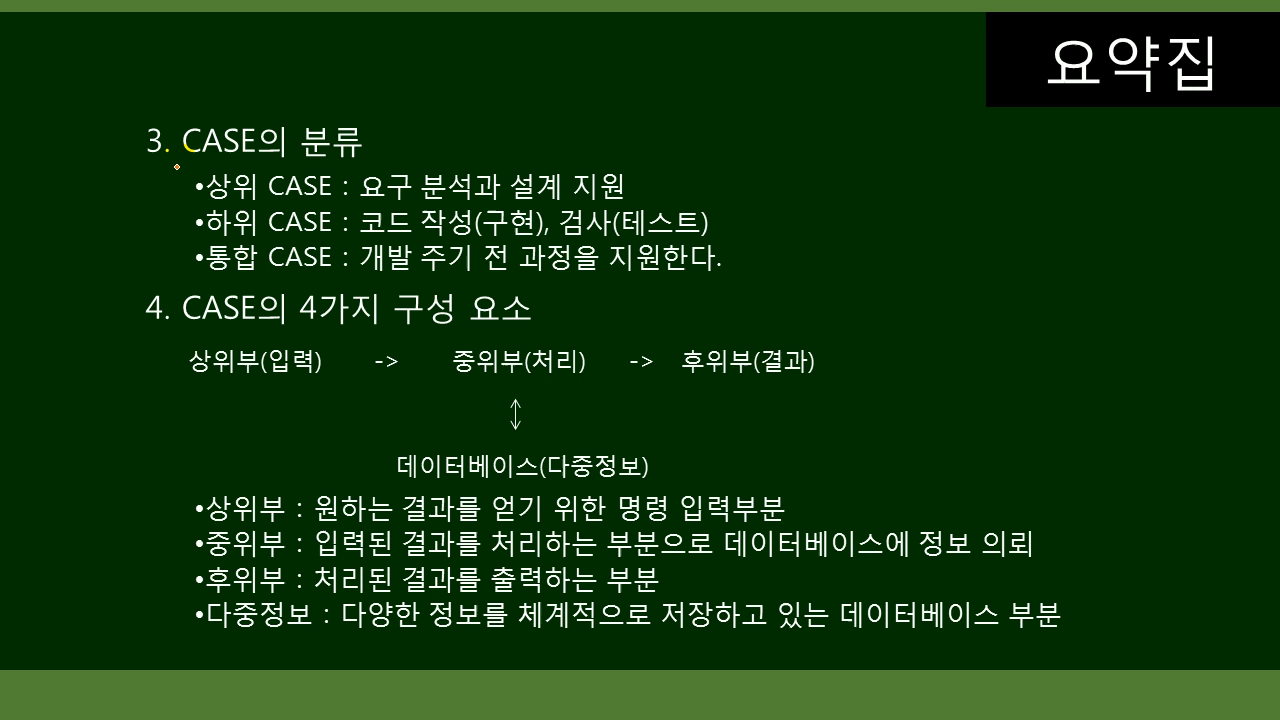 요약집
3. CASE의 분류
•상위 CASE : 요구 분석과 설계 지원
•하위 CASE : 코드 작성(구현), 검사(테스트)
•통합 CASE : 개발 주기 전 과정을 지원한다.
4. CASE의 4가지 구성 요소
상위부(입력) -> 중위부(처리) -> 후위부(결과)
데이터베이스(다중정보)
•상위부 : 원하는 결과를 얻기 위한 명령 입력부분
•중위부 : 입력된 결과를 처리하는 부분으로 데이터베이스에 정보 의뢰
•후위부 : 처리된 결과를 출력하는 부분
•다중정보 : 다양한 정보를 체계적으로 저장하고 있는 데이터베이스 부분